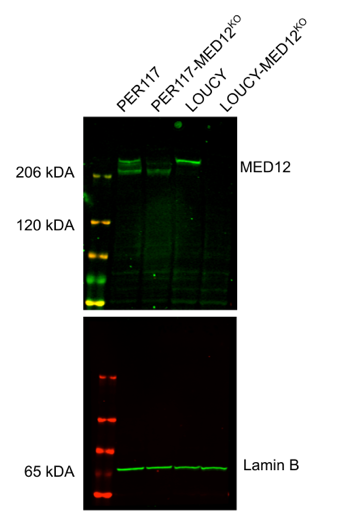 PER117
PER117-MED12KO
LOUCY
LOUCY-MED12KO
206 kDA
MED12
120 kDA
65 kDA
Lamin B